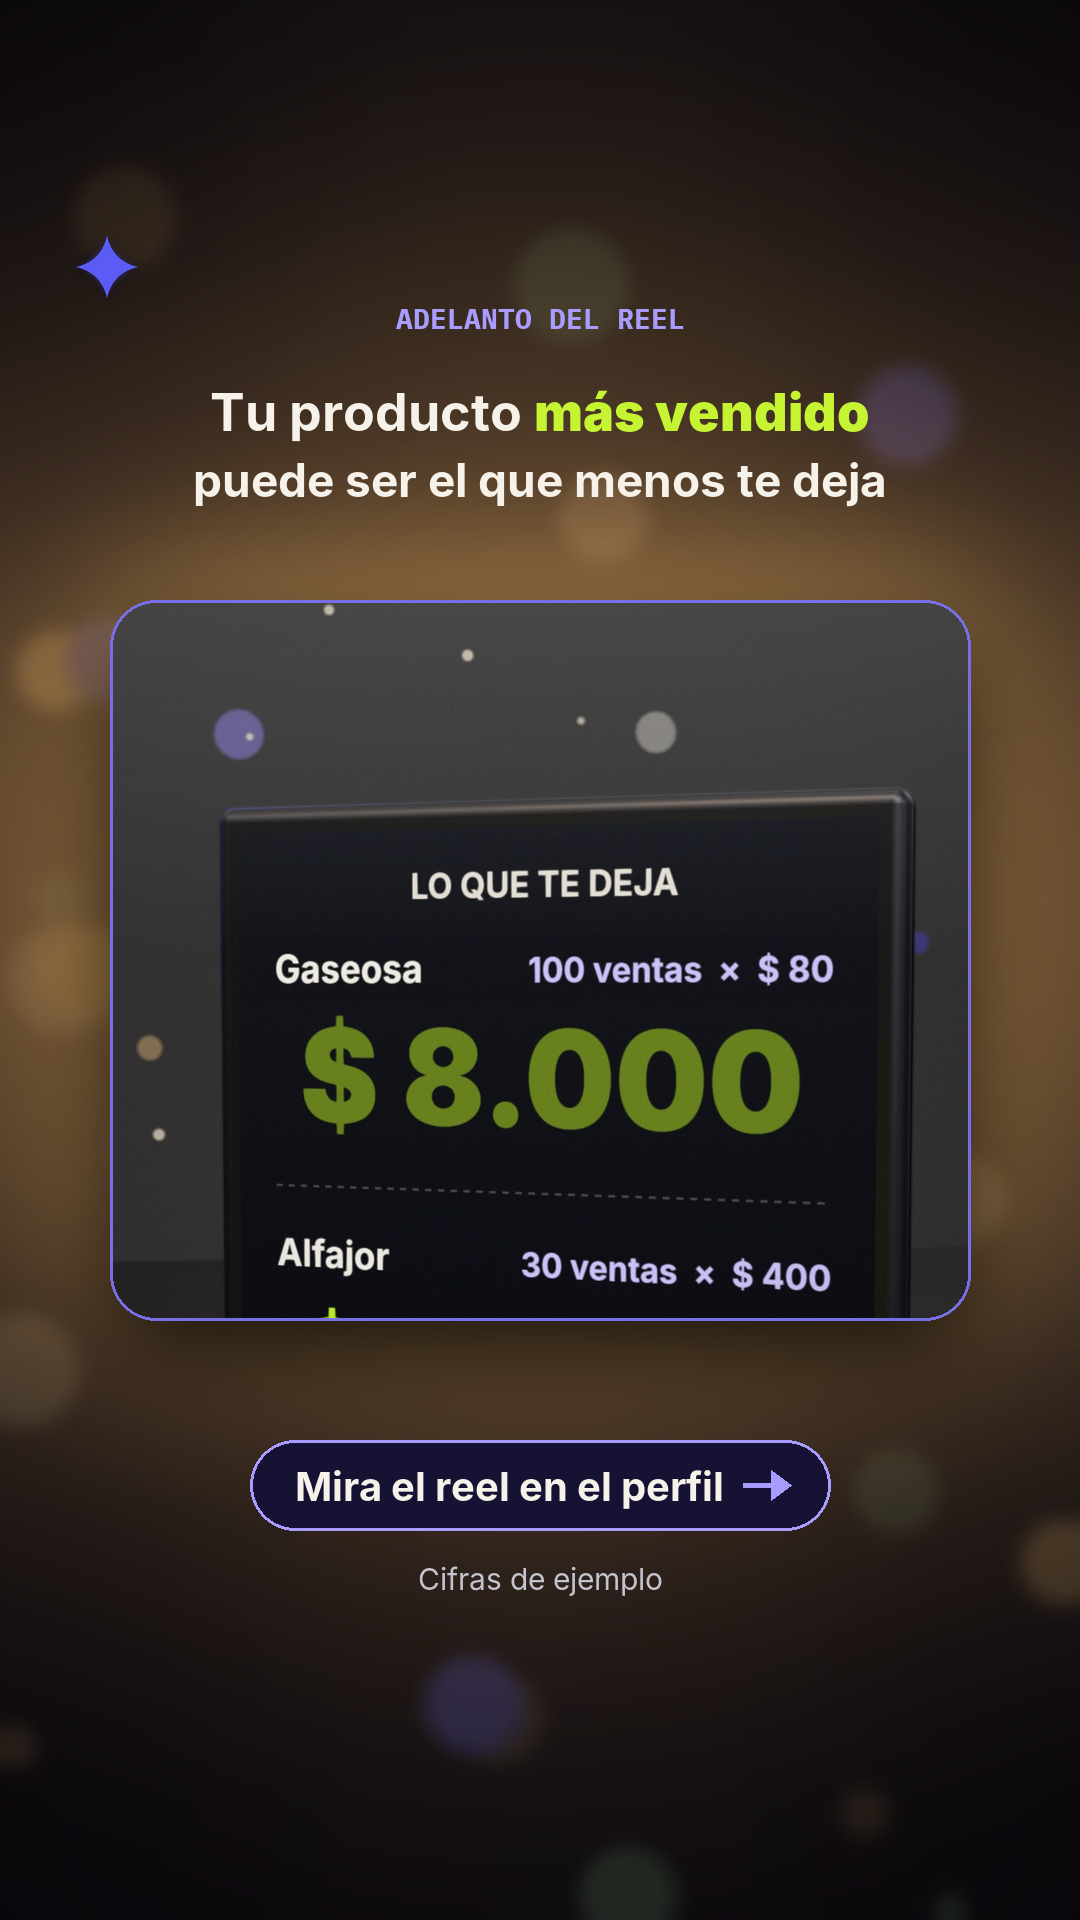 ADELANTO DEL REEL
Tu producto más vendido
puede ser el que menos te deja
LO QUE TE DEJA
Gaseosa 100 ventas × $ 80
$ 8.000
Alfajor 30 ventas × $ 400
Mira el reel en el perfil →
Cifras de ejemplo